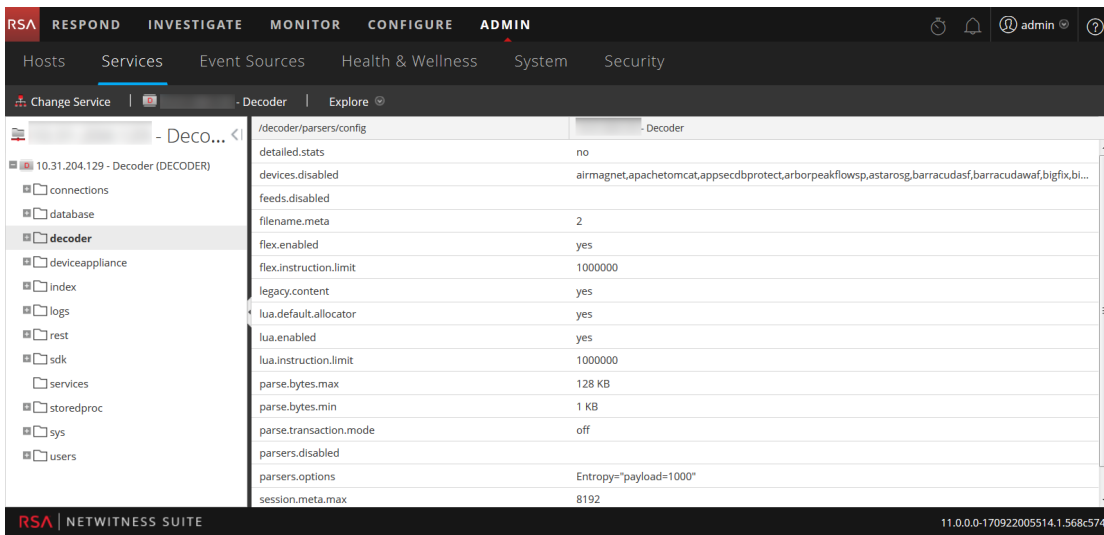 RSA RESPOND INVESTIGATE MONITOR CONFIGURE ADMIN admin
Hosts Services Event Sources Health & Wellness System Security
Change Service - Decoder Explore
- Deco... /decoder/parsers/config - Decoder
10.31.204.129 - Decoder (DECODER)
connections
database
decoder
deviceappliance
index
logs
rest
sdk
services
storedproc
sys
users
detailed.stats no
devices.disabled airmagnet,apachetomcat,appsecdbprotect,arborpeakflowsp,astarosg,barracudasf,barracudawaf,bigfix,bi...
feeds.disabled
filename.meta 2
flex.enabled yes
flex.instruction.limit 1000000
legacy.content yes
lua.default.allocator yes
lua.enabled yes
lua.instruction.limit 1000000
parse.bytes.max 128 KB
parse.bytes.min 1 KB
parse.transaction.mode off
parsers.disabled
parsers.options Entropy="payload=1000"
session.meta.max 8192
RSA NETWITNESS SUITE 11.0.0.0-170922005514.1.568c574